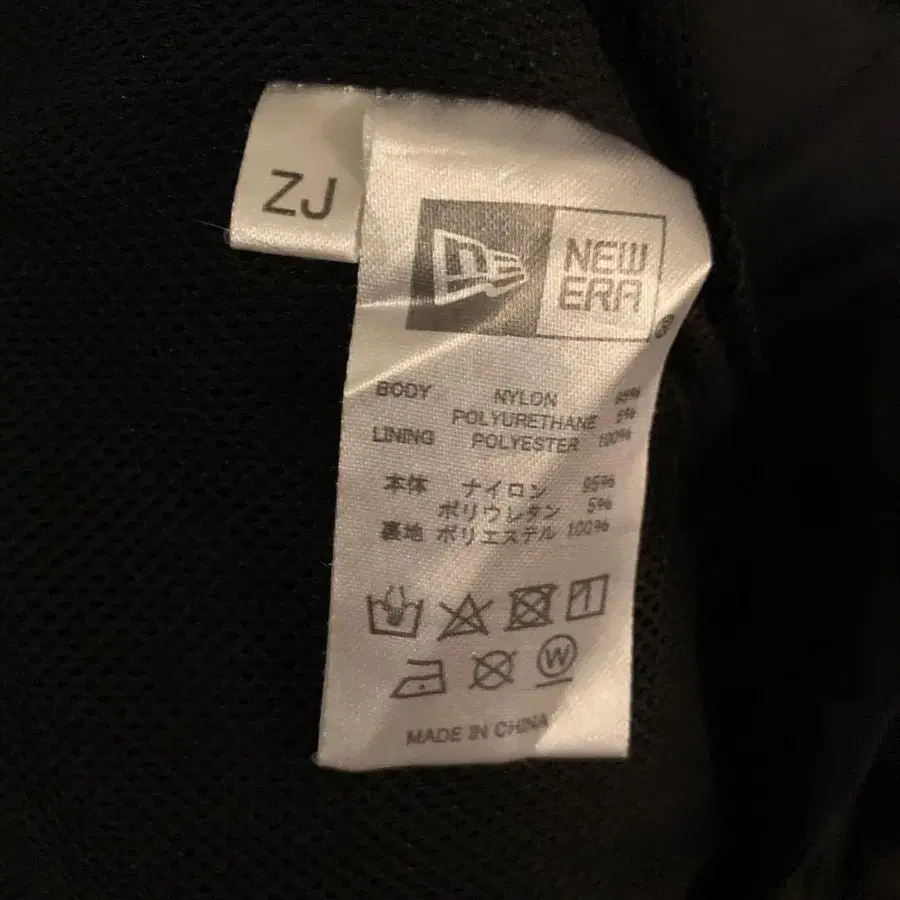 ZJ
NE
NEW
ERA
®
BODY NYLON 95%
POLYURETHANE 5%
LINING POLYESTER 100%
本体 ナイロン 95%
ポリウレタン 5%
裏地 ポリエステル 100%
W
MADE IN CHINA